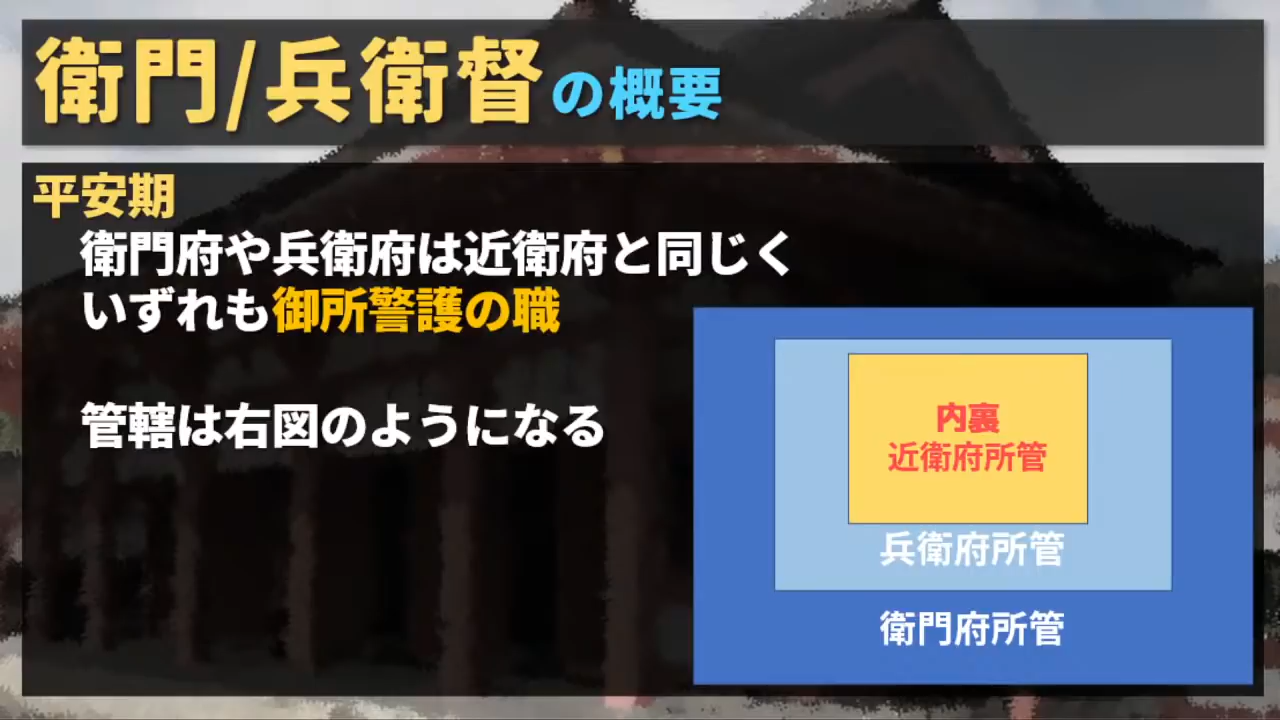 衛門/兵衛督の概要
平安期
衛門府や兵衛府は近衛府と同じく
いずれも御所警護の職
管轄は右図のようになる
内裏
近衛府所管
兵衛府所管
衛門府所管